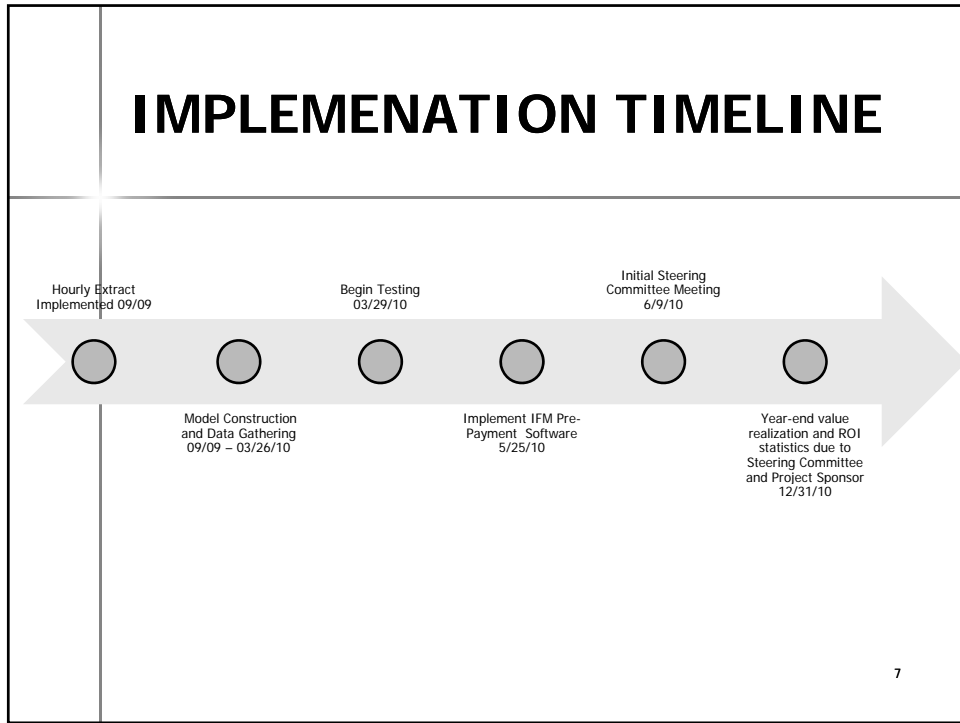 IMPLEMENATION TIMELINE
Hourly Extract
Implemented 09/09
Model Construction
and Data Gathering
09/09 – 03/26/10
Begin Testing
03/29/10
Implement IFM Pre-
Payment Software
5/25/10
Initial Steering
Committee Meeting
6/9/10
Year-end value
realization and ROI
statistics due to
Steering Committee
and Project Sponsor
12/31/10
7